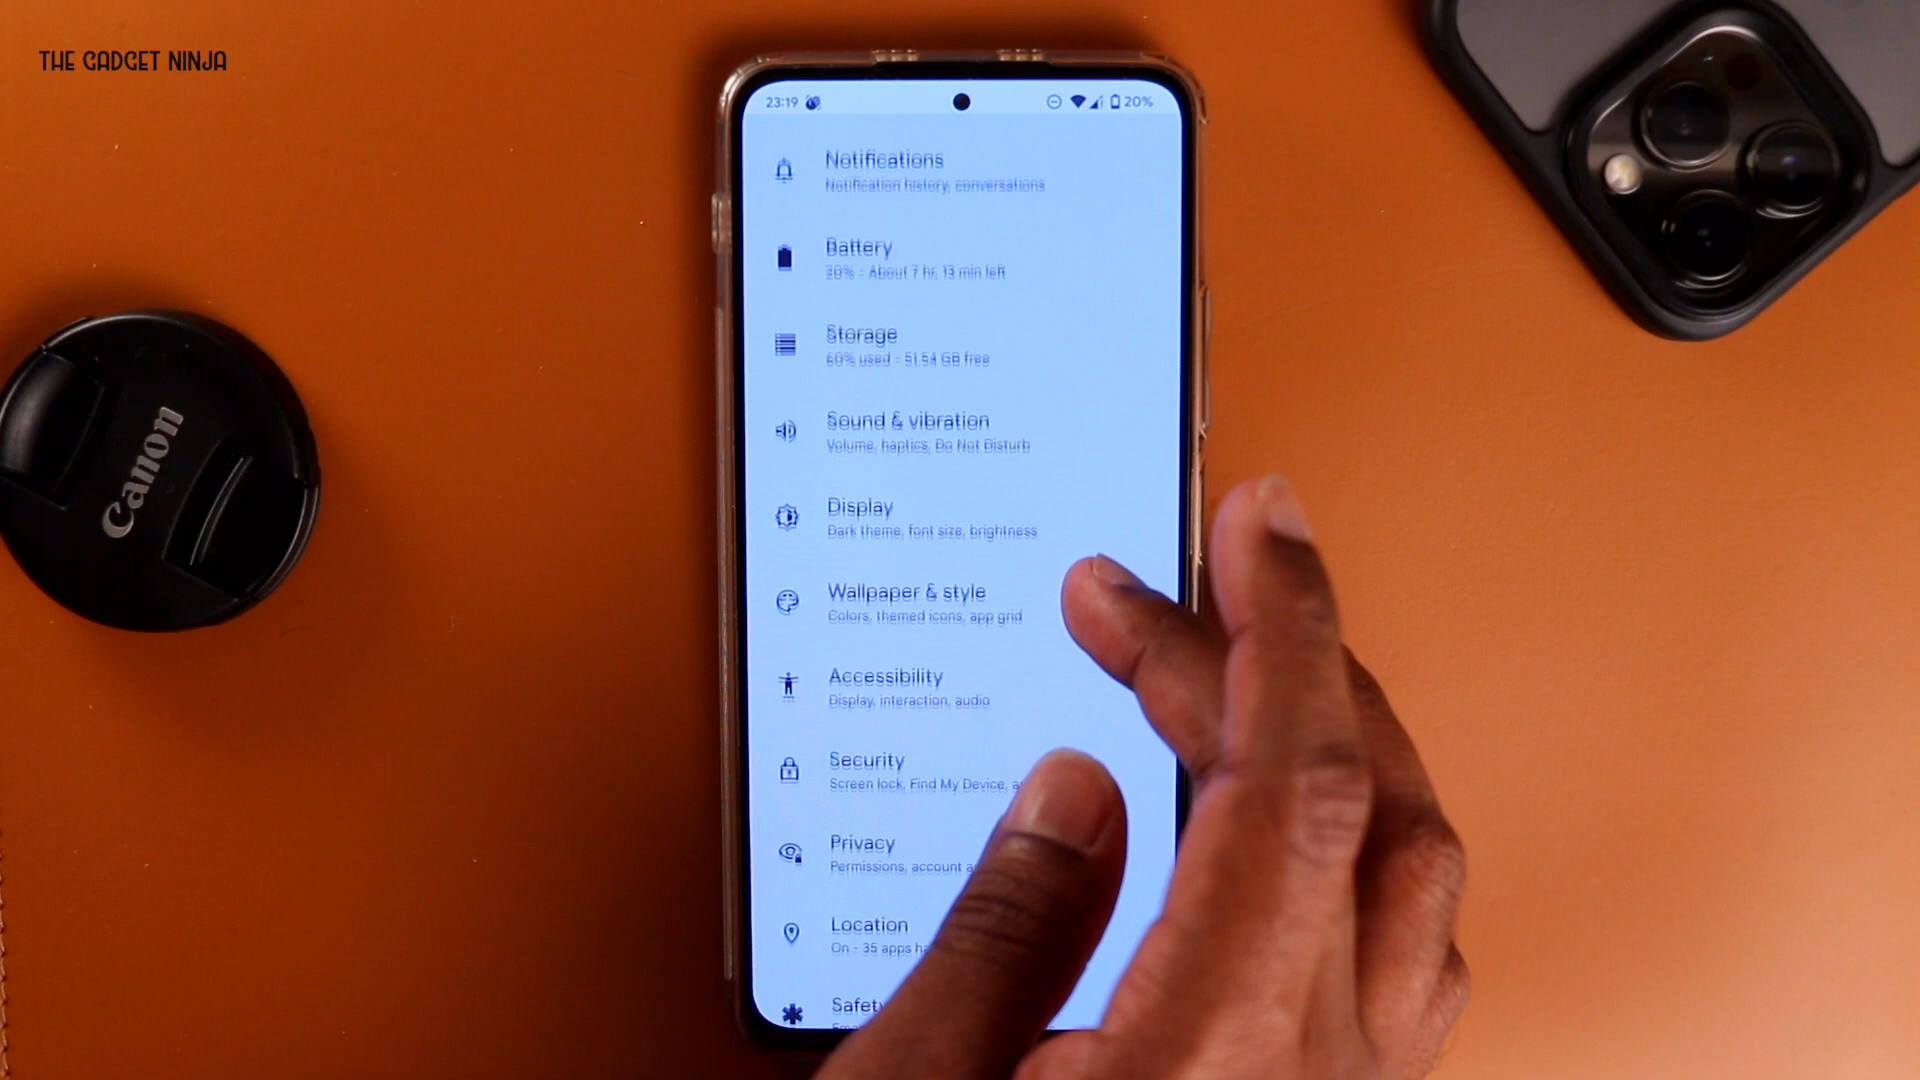 THE GADGET NINJA
23:19 20%
Notifications
Notification history, conversations
Battery
20% - About 7 hr, 13 min left
Storage
60% used - 51.54 GB free
Sound & vibration
Volume, haptics, Do Not Disturb
Display
Dark theme, font size, brightness
Wallpaper & style
Colors, themed icons, app grid
Accessibility
Display, interaction, audio
Security
Screen lock, Find My Device,
Privacy
Permissions, account
Location
On - 35 apps
Safety
Canon